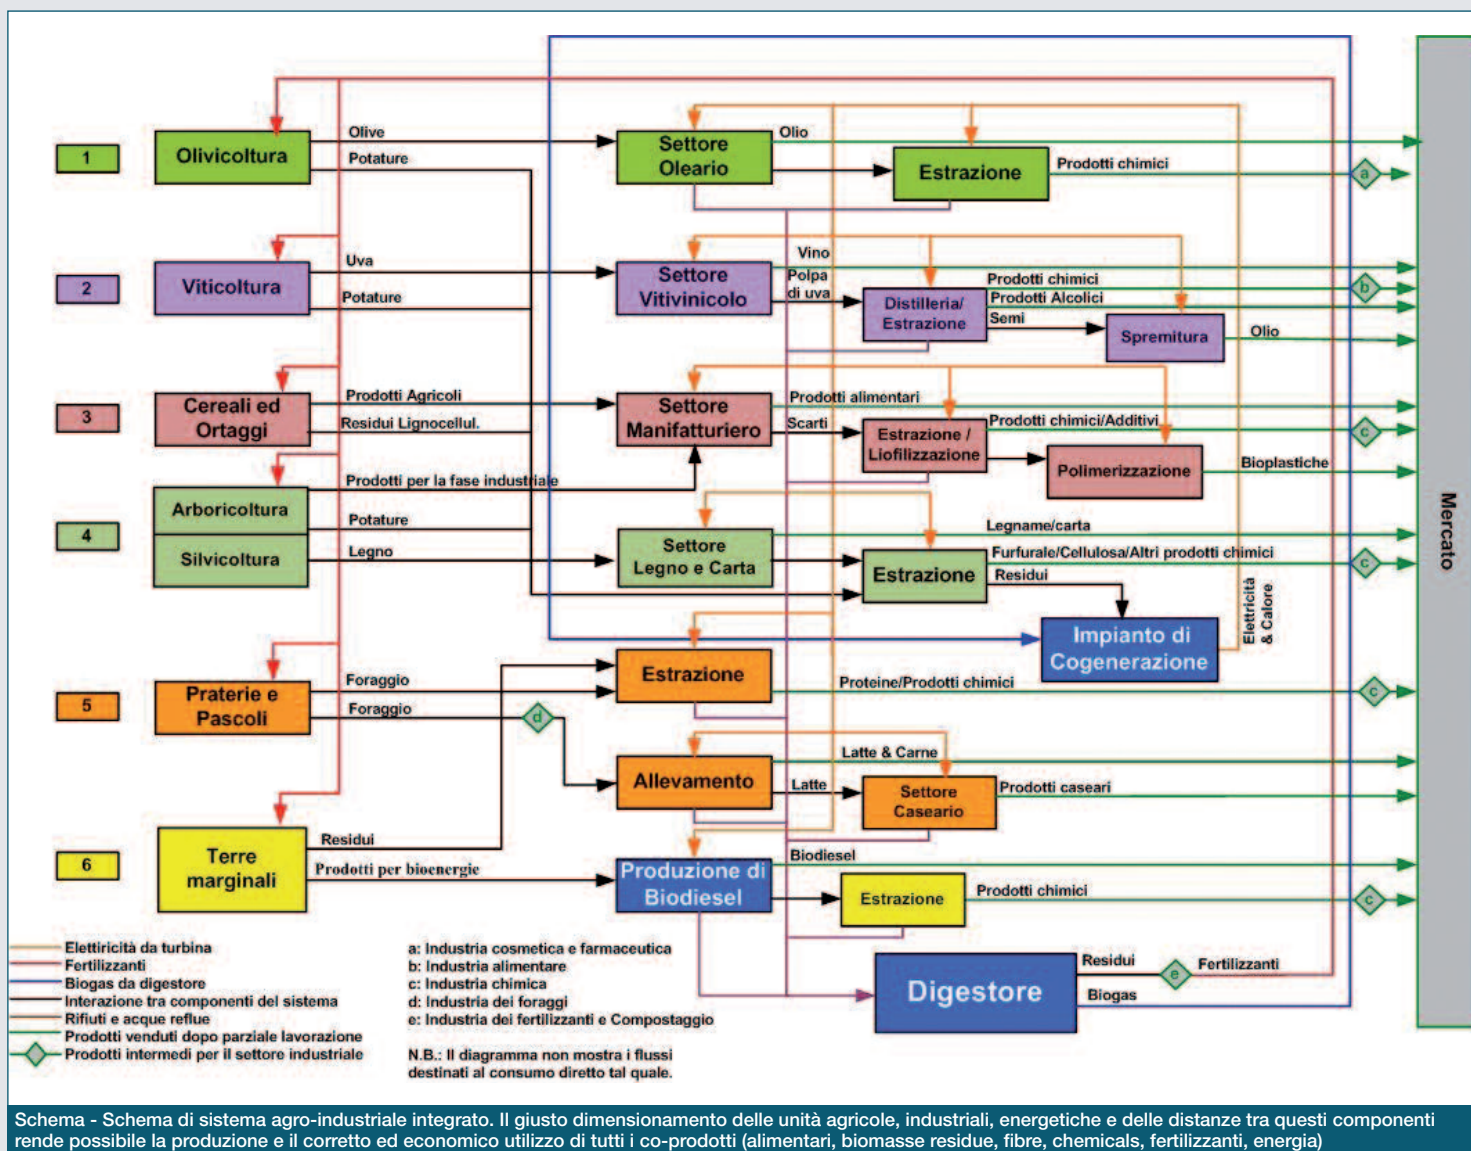 1
Olivicoltura
Olive
Potature
Settore
Oleario
Olio
Estrazione
Prodotti chimici
a
2
Viticoltura
Uva
Potature
Settore
Vitivinicolo
Vino
Polpa
di uva
Distilleria/
Estrazione
Prodotti chimici
Prodotti Alcolici
Semi
b
Spremitura
Olio
3
Cereali ed
Ortaggi
Prodotti Agricoli
Residui Lignocellul.
Settore
Manifatturiero
Prodotti alimentari
Scarti
Estrazione /
Liofilizzazione
Prodotti chimici/Additivi
c
Polimerizzazione
Bioplastiche
4
Arboricoltura
Silvicoltura
Prodotti per la fase industriale
Potature
Legno
Settore
Legno e Carta
Legname/carta
Estrazione
Furfurale/Cellulosa/Altri prodotti chimici
c
Residui
Impianto di
Cogenerazione
Elettricità
& Calore
Mercato
5
Praterie e
Pascoli
Foraggio
Foraggio
d
Estrazione
Proteine/Prodotti chimici
c
Allevamento
Latte & Carne
Latte
Settore
Caseario
Prodotti caseari
6
Terre
marginali
Residui
Prodotti per bioenergie
Produzione di
Biodiesel
Biodiesel
Estrazione
Prodotti chimici
c
Digestore
Residui
e
Fertilizzanti
Biogas
Elettiricità da turbina
Fertilizzanti
Biogas da digestore
Interazione tra componenti del sistema
Rifiuti e acque reflue
Prodotti venduti dopo parziale lavorazione
Prodotti intermedi per il settore industriale
a: Industria cosmetica e farmaceutica
b: Industria alimentare
c: Industria chimica
d: Industria dei foraggi
e: Industria dei fertilizzanti e Compostaggio
N.B.: Il diagramma non mostra i flussi
destinati al consumo diretto tal quale.
Schema - Schema di sistema agro-industriale integrato. Il giusto dimensionamento delle unità agricole, industriali, energetiche e delle distanze tra questi componenti
rende possibile la produzione e il corretto ed economico utilizzo di tutti i co-prodotti (alimentari, biomasse residue, fibre, chemicals, fertilizzanti, energia)